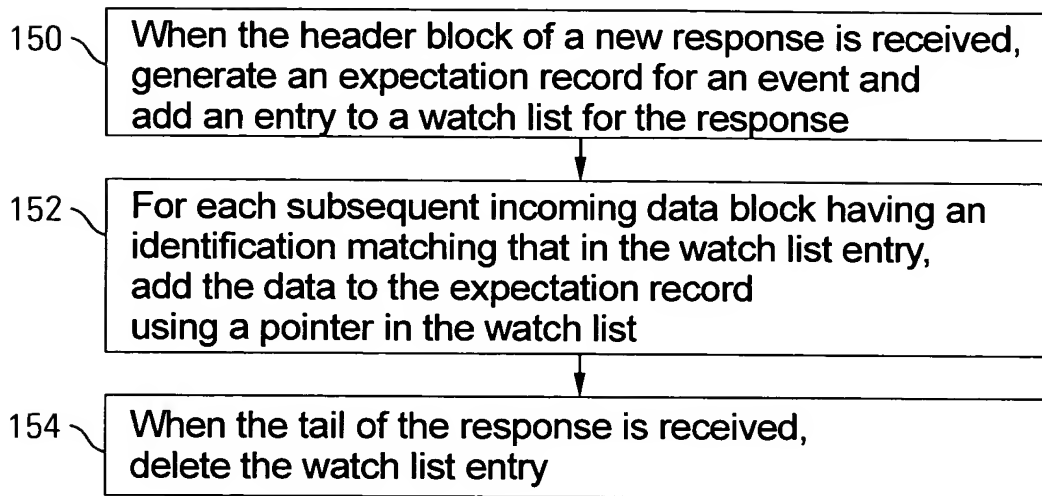 150
When the header block of a new response is received,
generate an expectation record for an event and
add an entry to a watch list for the response
152
For each subsequent incoming data block having an
identification matching that in the watch list entry,
add the data to the expectation record
using a pointer in the watch list
154
When the tail of the response is received,
delete the watch list entry